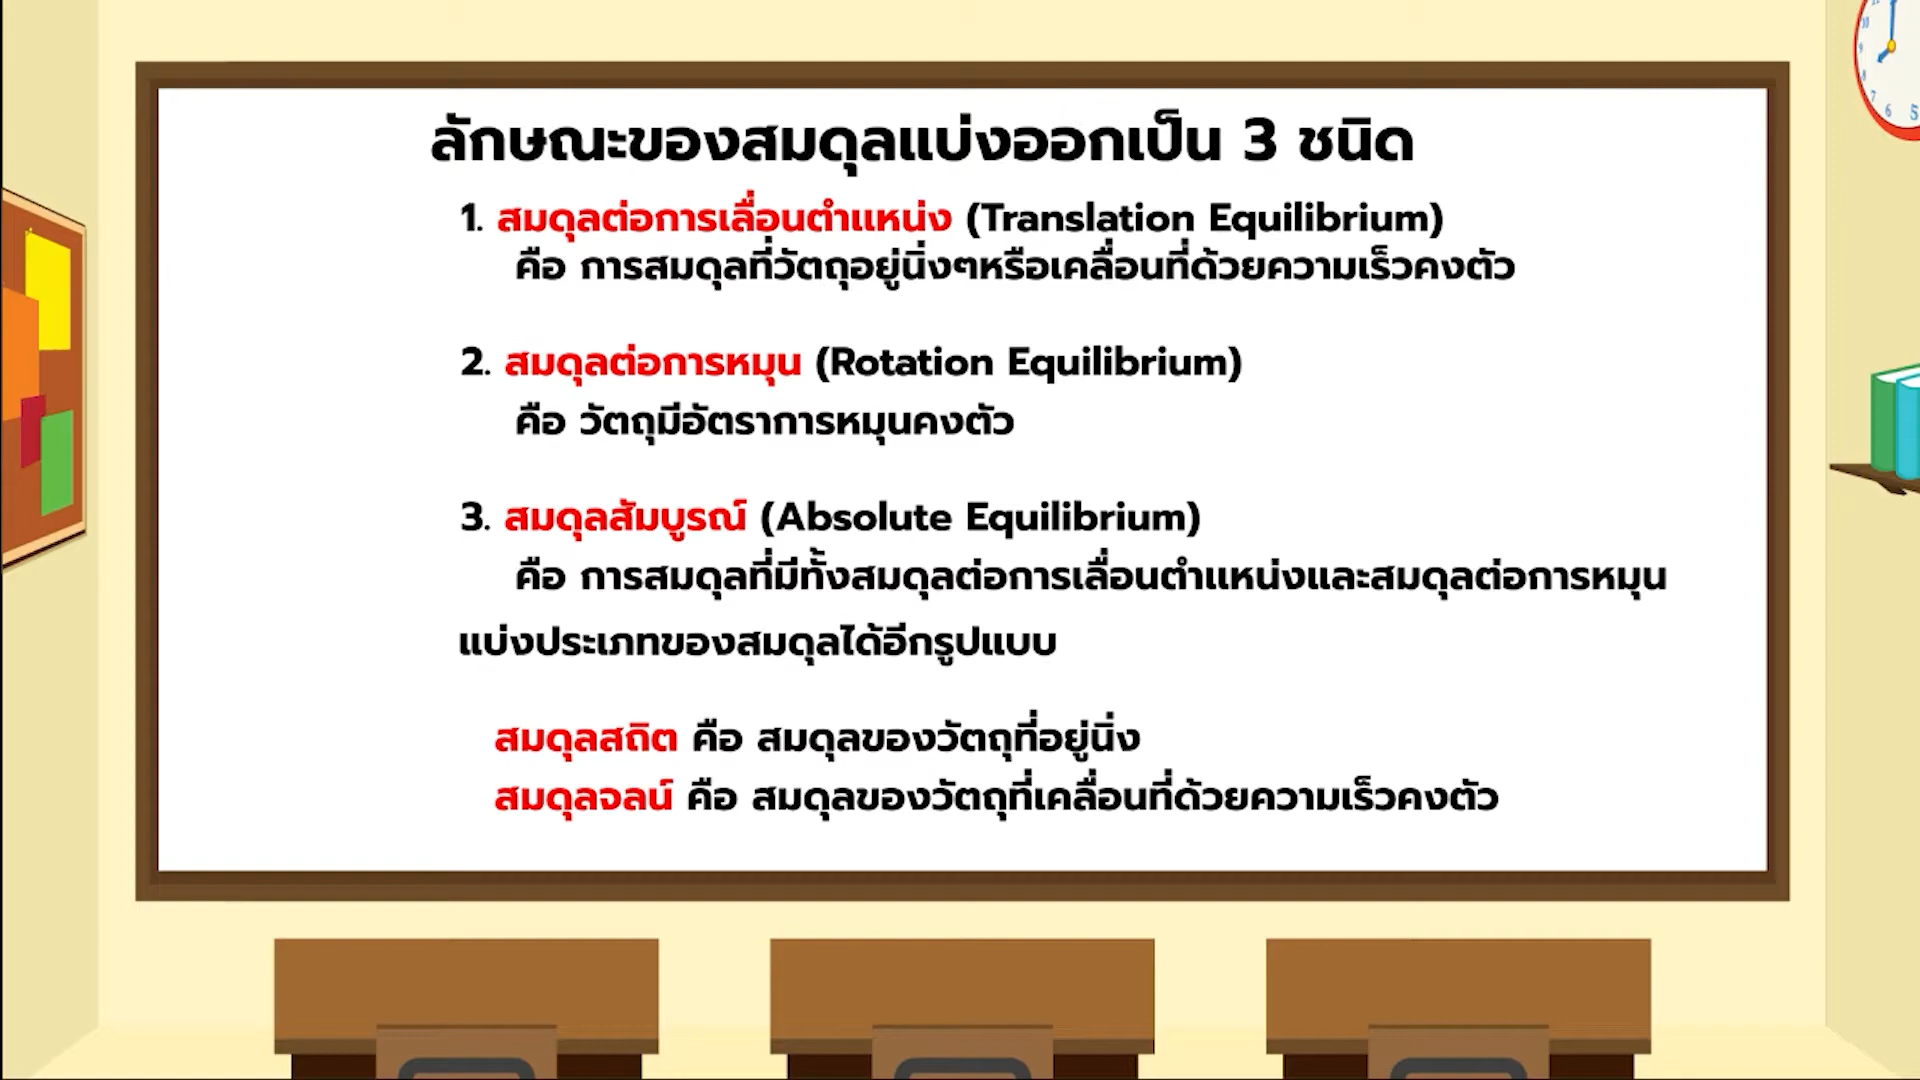 ลักษณะของสมดุลแบ่งออกเป็น 3 ชนิด
1. สมดุลต่อการเลื่อนตำแหน่ง (Translation Equilibrium)
คือ การสมดุลที่วัตถุอยู่นิ่งๆหรือเคลื่อนที่ด้วยความเร็วคงตัว
2. สมดุลต่อการหมุน (Rotation Equilibrium)
คือ วัตถุมีอัตราการหมุนคงตัว
3. สมดุลสัมบูรณ์ (Absolute Equilibrium)
คือ การสมดุลที่มีทั้งสมดุลต่อการเลื่อนตำแหน่งและสมดุลต่อการหมุน
แบ่งประเภทของสมดุลได้อีกรูปแบบ
สมดุลสถิต คือ สมดุลของวัตถุที่อยู่นิ่ง
สมดุลจลน์ คือ สมดุลของวัตถุที่เคลื่อนที่ด้วยความเร็วคงตัว